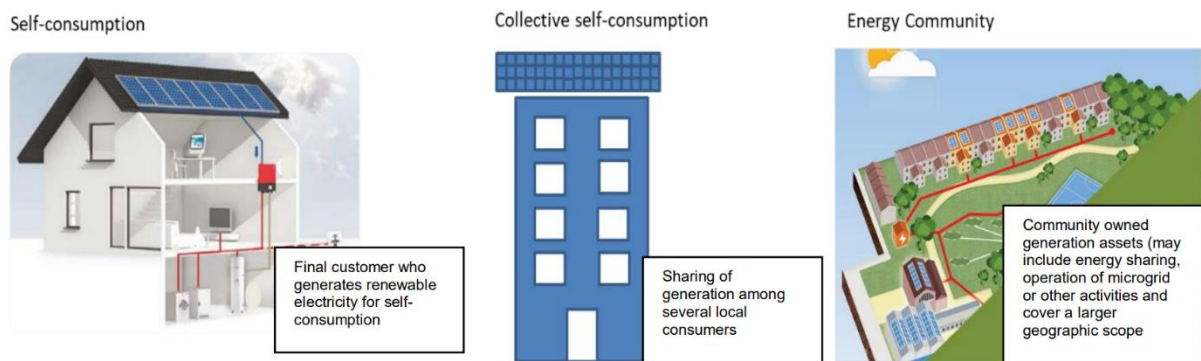 Self-consumption
Collective self-consumption
Energy Community
Final customer who
generates renewable
electricity for self-
consumption
Sharing of
generation among
several local
consumers
Community owned
generation assets (may
include energy sharing,
operation of microgrid
or other activities and
cover a larger
geographic scope